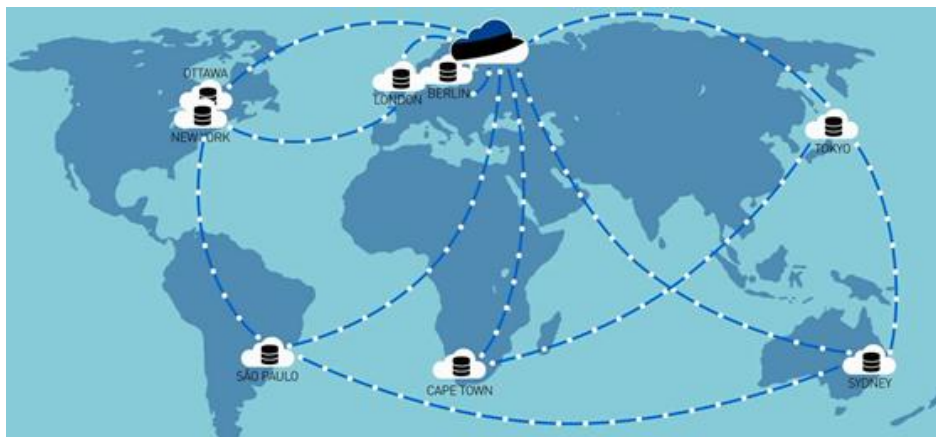 OTTAWA
NEW YORK
LONDON
BERLIN
TOKYO
SÃO PAULO
CAPE TOWN
SYDNEY